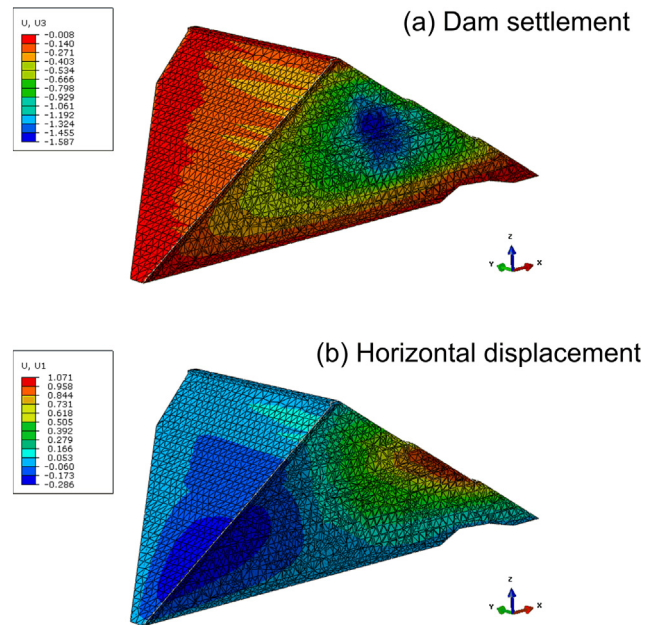 (a) Dam settlement
U, U3
-0.008
-0.140
-0.271
-0.403
-0.534
-0.666
-0.798
-0.929
-1.061
-1.192
-1.324
-1.455
-1.587
Z
Y
X
(b) Horizontal displacement
U, U1
1.071
0.958
0.844
0.731
0.618
0.505
0.392
0.279
0.166
0.053
-0.060
-0.173
-0.286
Z
Y
X